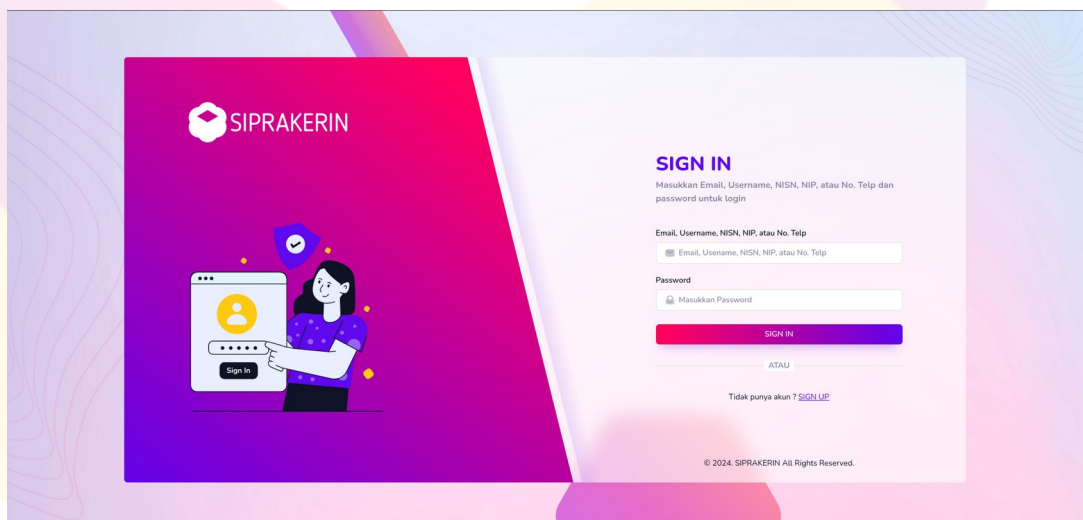 SIPRAKERIN
Sign In
SIGN IN
Masukkan Email, Username, NISN, NIP, atau No. Telp dan
password untuk login
Email, Username, NISN, NIP, atau No. Telp
Email, Usename, NISN, NIP, atau No. Telp
Password
Masukkan Password
SIGN IN
ATAU
Tidak punya akun ? SIGN UP
© 2024. SIPRAKERIN All Rights Reserved.